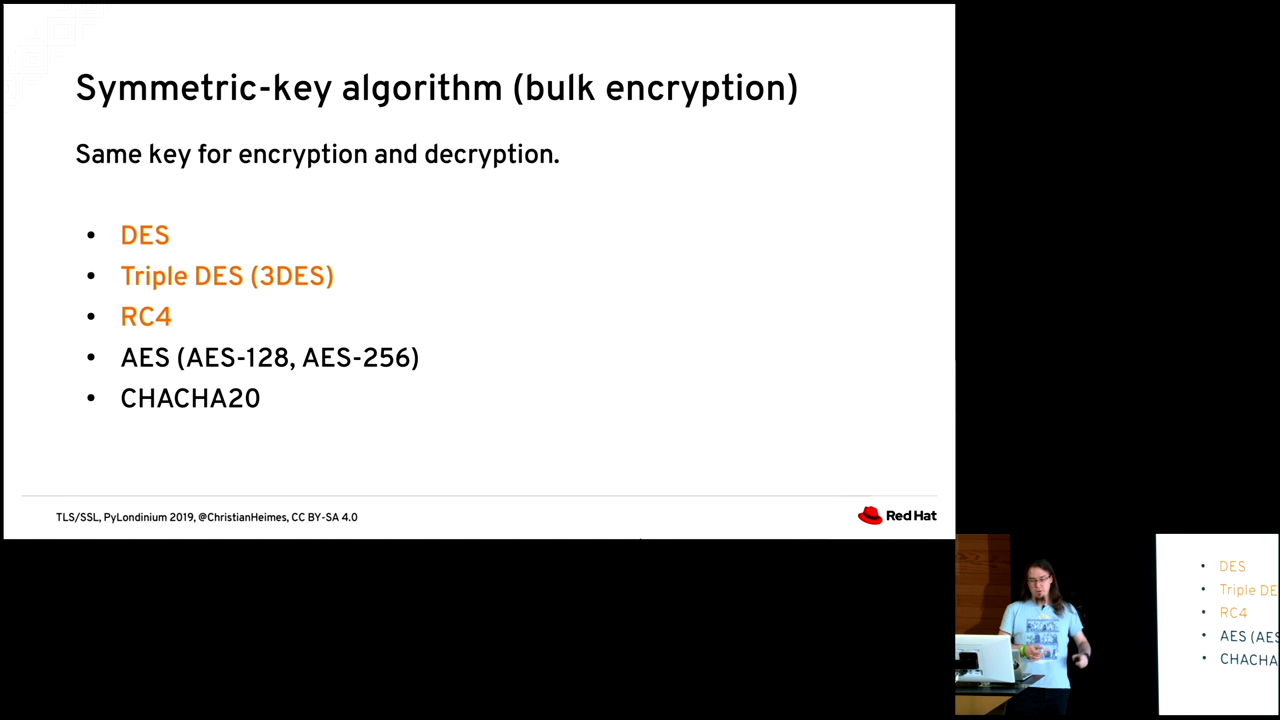 Symmetric-key algorithm (bulk encryption)
Same key for encryption and decryption.
• DES
• Triple DES (3DES)
• RC4
• AES (AES-128, AES-256)
• CHACHA20
TLS/SSL, PyLondinium 2019, @ChristianHeimes, CC BY-SA 4.0
Red Hat
• DES
• Triple DE
• RC4
• AES (AES
• CHACHA